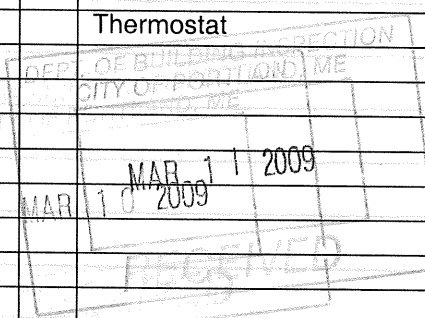 Thermostat
DEPT. OF BUILDING INSPECTION
CITY OF PORTLAND, ME
MAR 11 2009
MAR 10 2009
RECEIVED